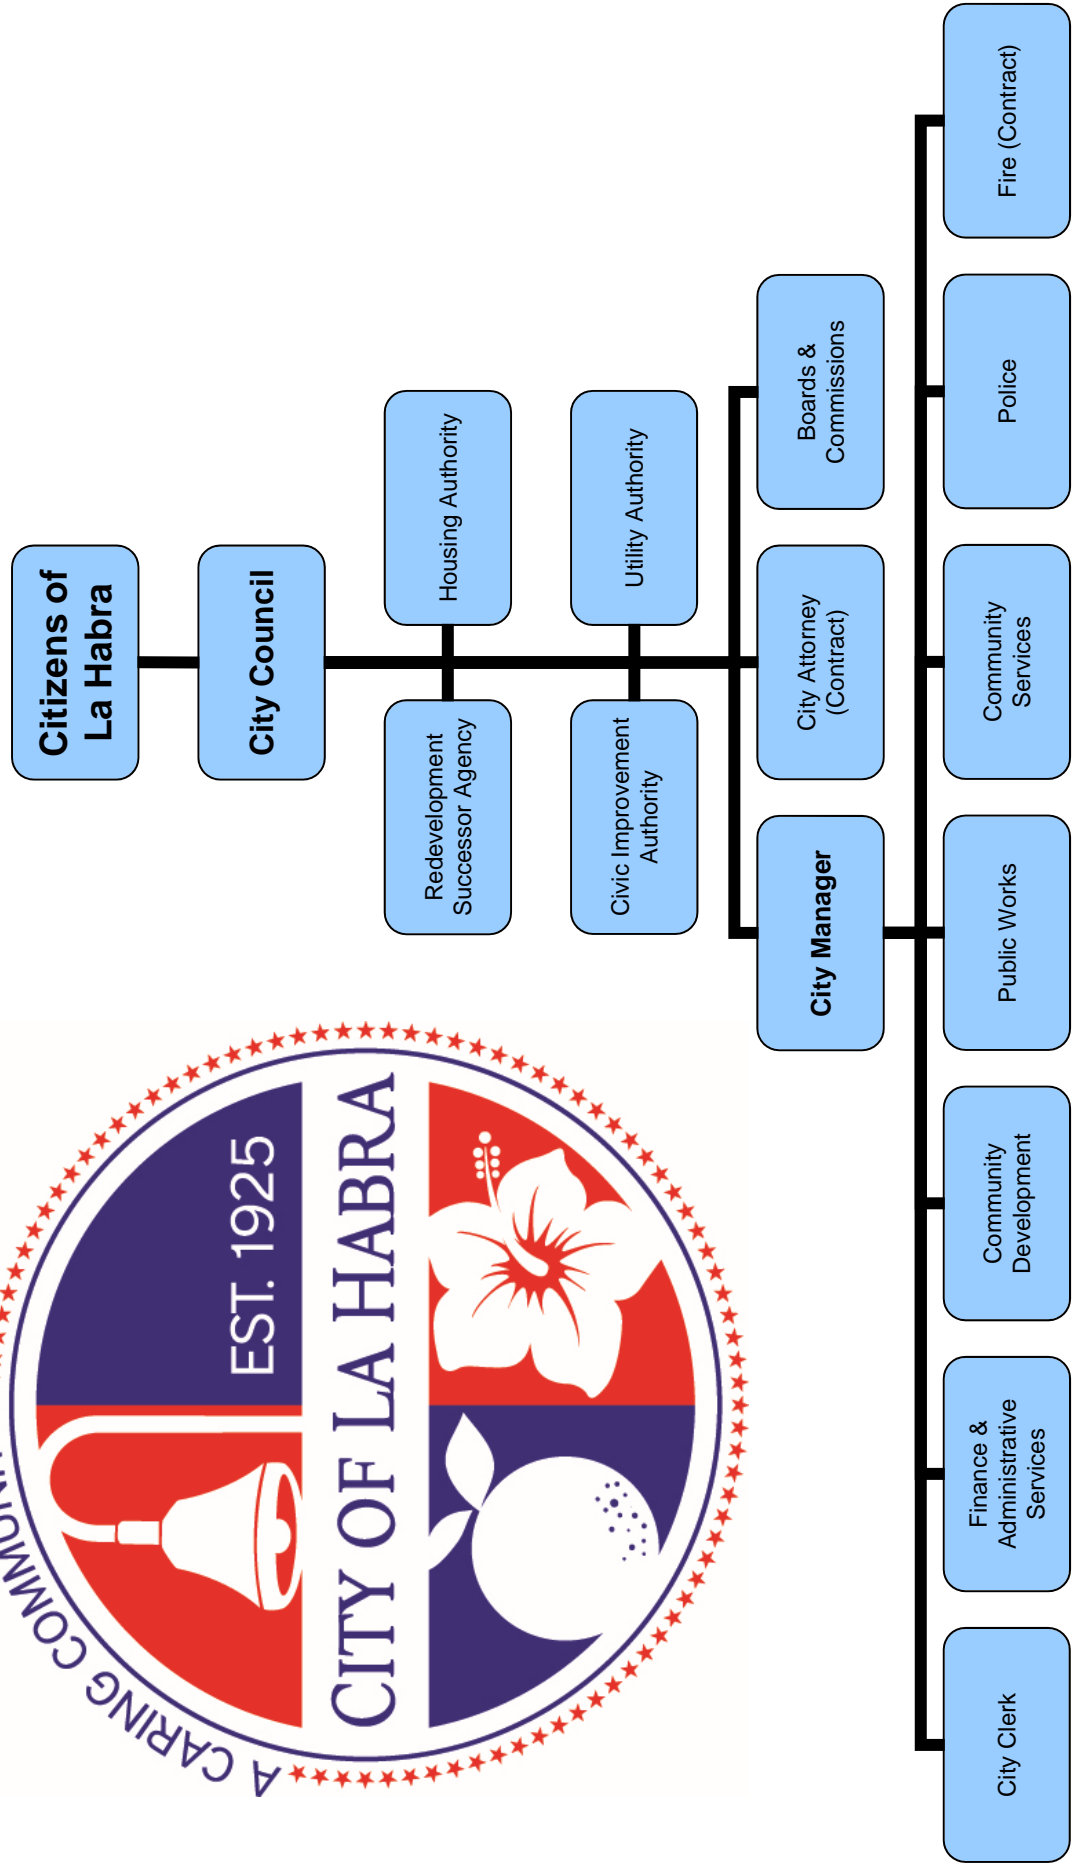 Citizens of
La Habra
City Council
Redevelopment
Successor Agency
Housing Authority
Civic Improvement
Authority
Utility Authority
City Manager
City Attorney
(Contract)
Boards &
Commissions
City Clerk
Finance &
Administrative
Services
Community
Development
Public Works
Community
Services
Police
Fire (Contract)
A CARING
EST. 1925
CITY OF LA HABRA